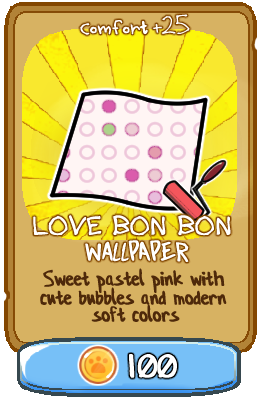 Comfort +25
LOVE BON BON
WALLPAPER
Sweet pastel pink with
cute bubbles and modern
soft colors
100